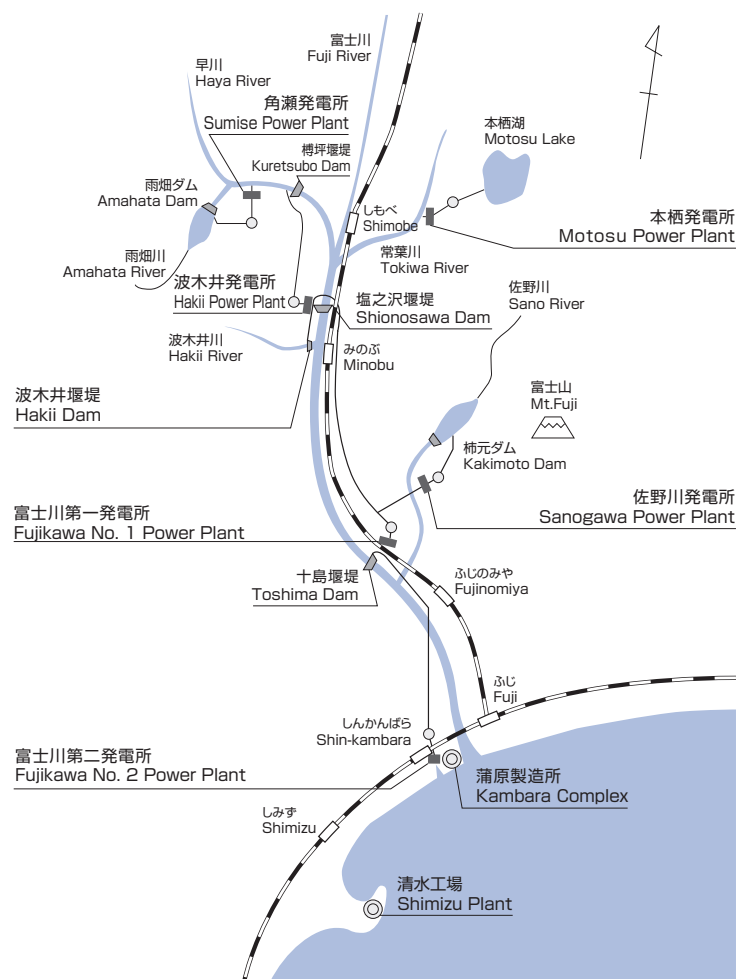 富士川
Fuji River
早川
Haya River
角瀬発電所
Sumise Power Plant
榑坪堰堤
Kuretsubo Dam
本栖湖
Motosu Lake
雨畑ダム
Amahata Dam
しもべ
Shimobe
本栖発電所
Motosu Power Plant
雨畑川
Amahata River
常葉川
Tokiwa River
波木井発電所
Hakii Power Plant
塩之沢堰堤
Shionosawa Dam
佐野川
Sano River
波木井川
Hakii River
みのぶ
Minobu
波木井堰堤
Hakii Dam
富士山
Mt.Fuji
柿元ダム
Kakimoto Dam
佐野川発電所
Sanogawa Power Plant
富士川第一発電所
Fujikawa No. 1 Power Plant
十島堰堤
Toshima Dam
ふじのみや
Fujinomiya
ふじ
Fuji
しんかんばら
Shin-kambara
富士川第二発電所
Fujikawa No. 2 Power Plant
蒲原製造所
Kambara Complex
しみず
Shimizu
清水工場
Shimizu Plant